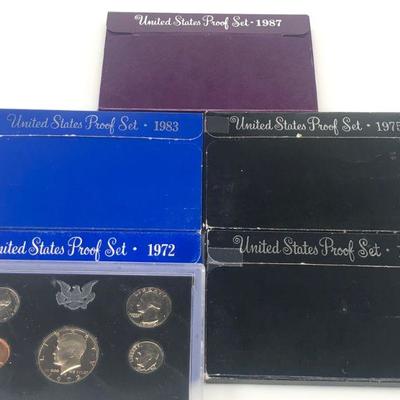 United States Proof Set · 1987
United States Proof Set · 1983
United States Proof Set · 1975
United States Proof Set · 1972
United States Proof Set ·